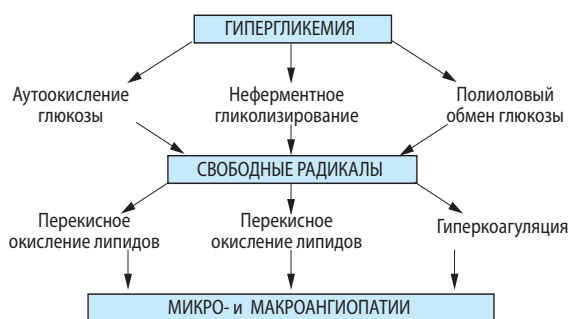 ГИПЕРГЛИКЕМИЯ
Аутоокисление
глюкозы
Неферментное
гликолизирование
Полиоловый
обмен глюкозы
СВОБОДНЫЕ РАДИКАЛЫ
Перекисное
окисление липидов
Перекисное
окисление липидов
Гиперкоагуляция
МИКРО- и МАКРОАНГИОПАТИИ